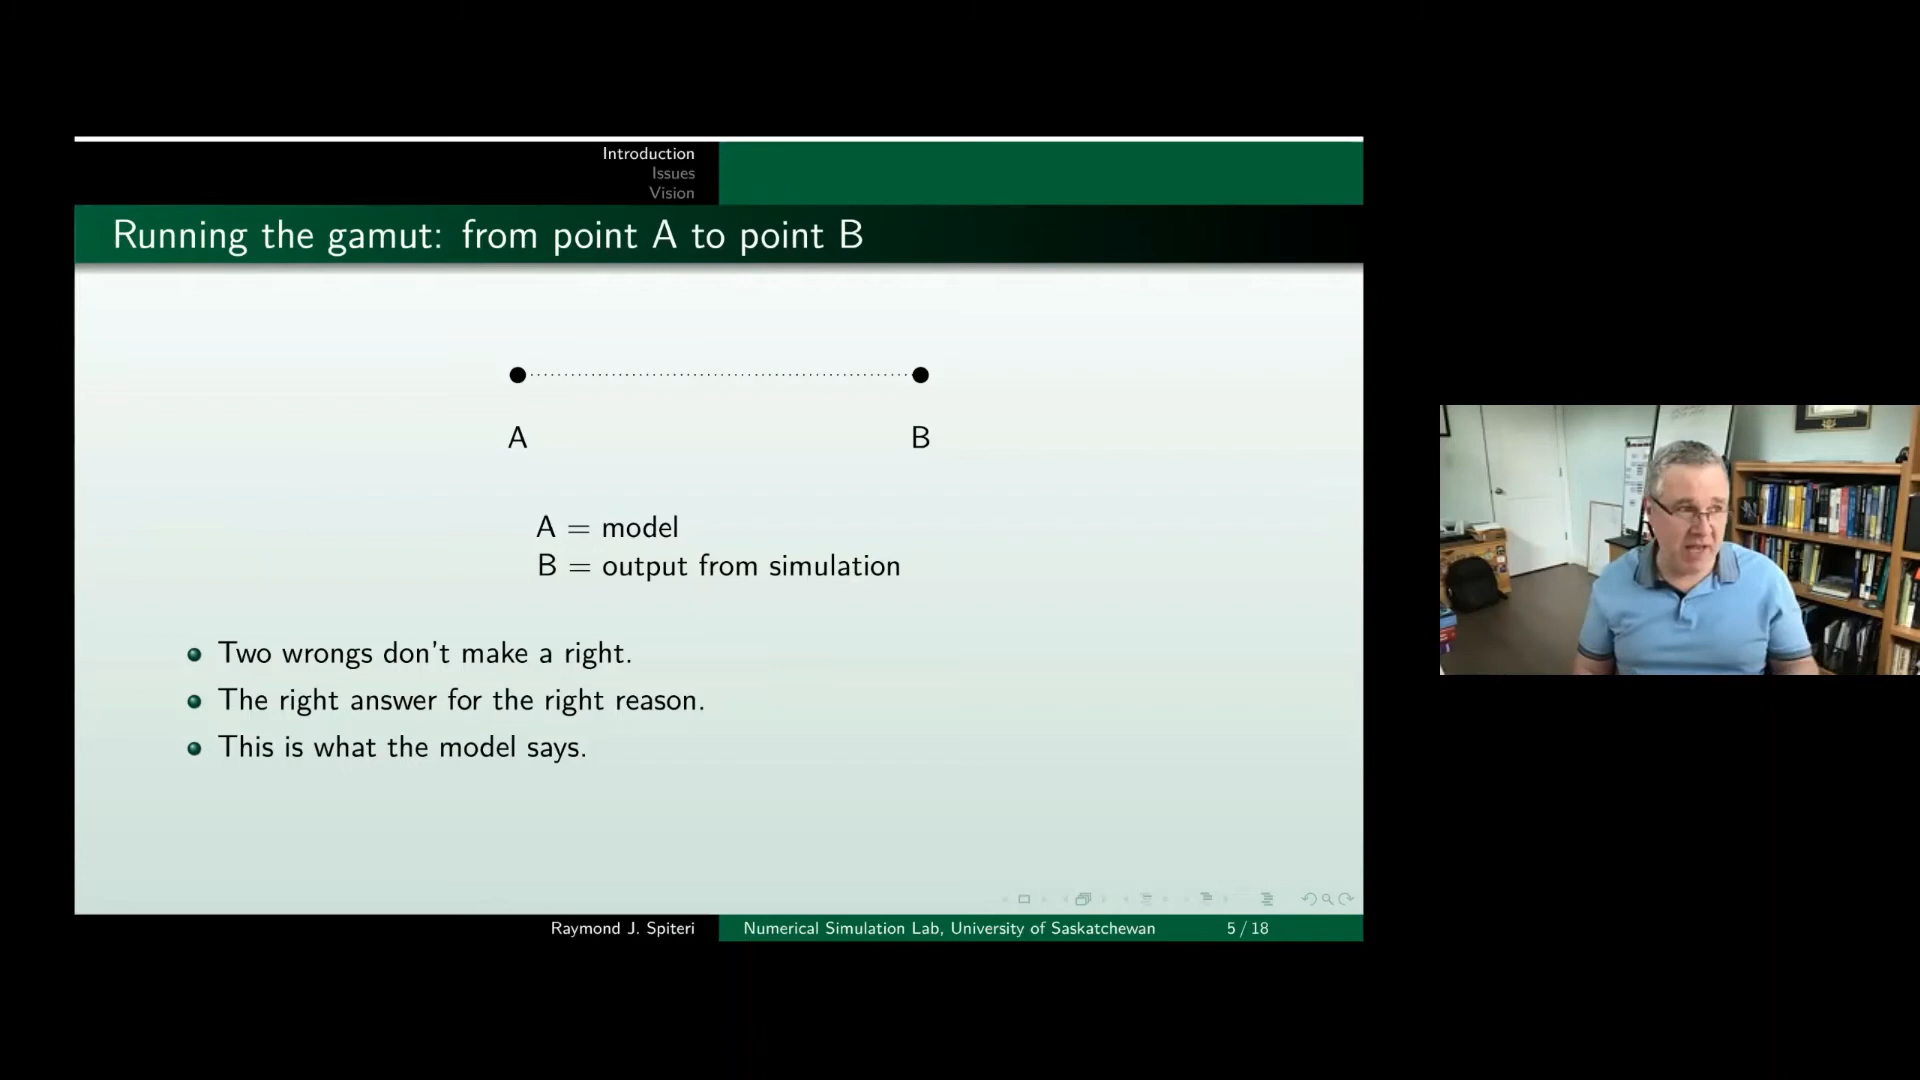 Introduction
Issues
Vision
Running the gamut: from point A to point B
A
B
A = model
B = output from simulation
Two wrongs don't make a right.
The right answer for the right reason.
This is what the model says.
Raymond J. Spiteri
Numerical Simulation Lab, University of Saskatchewan
5 / 18